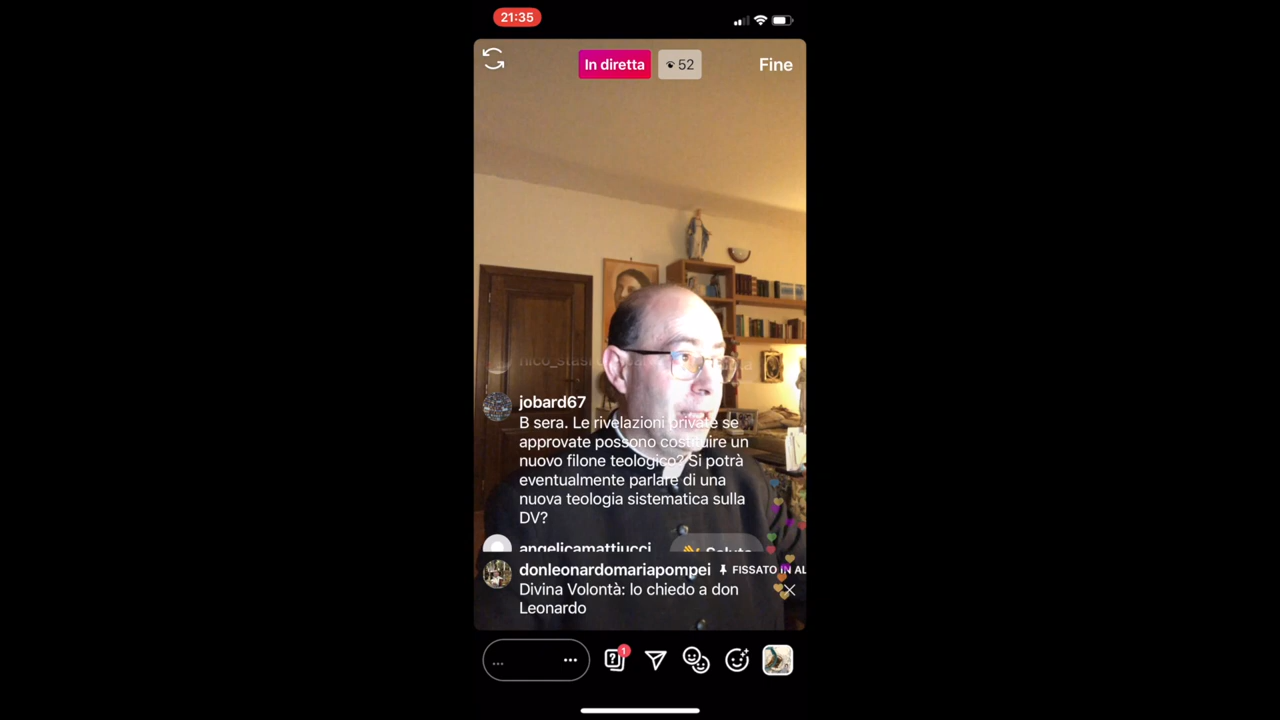 21:35
In diretta
52
Fine
jobard67
B sera. Le rivelazioni private se
approvate possono costituire un
nuovo filone teologico? Si potrà
eventualmente parlare di una
nuova teologia sistematica sulla
DV?
angelicamattiucci
Saluta
donleonardomariapompei FISSATO IN AL
Divina Volontà: lo chiedo a don
Leonardo
...
1